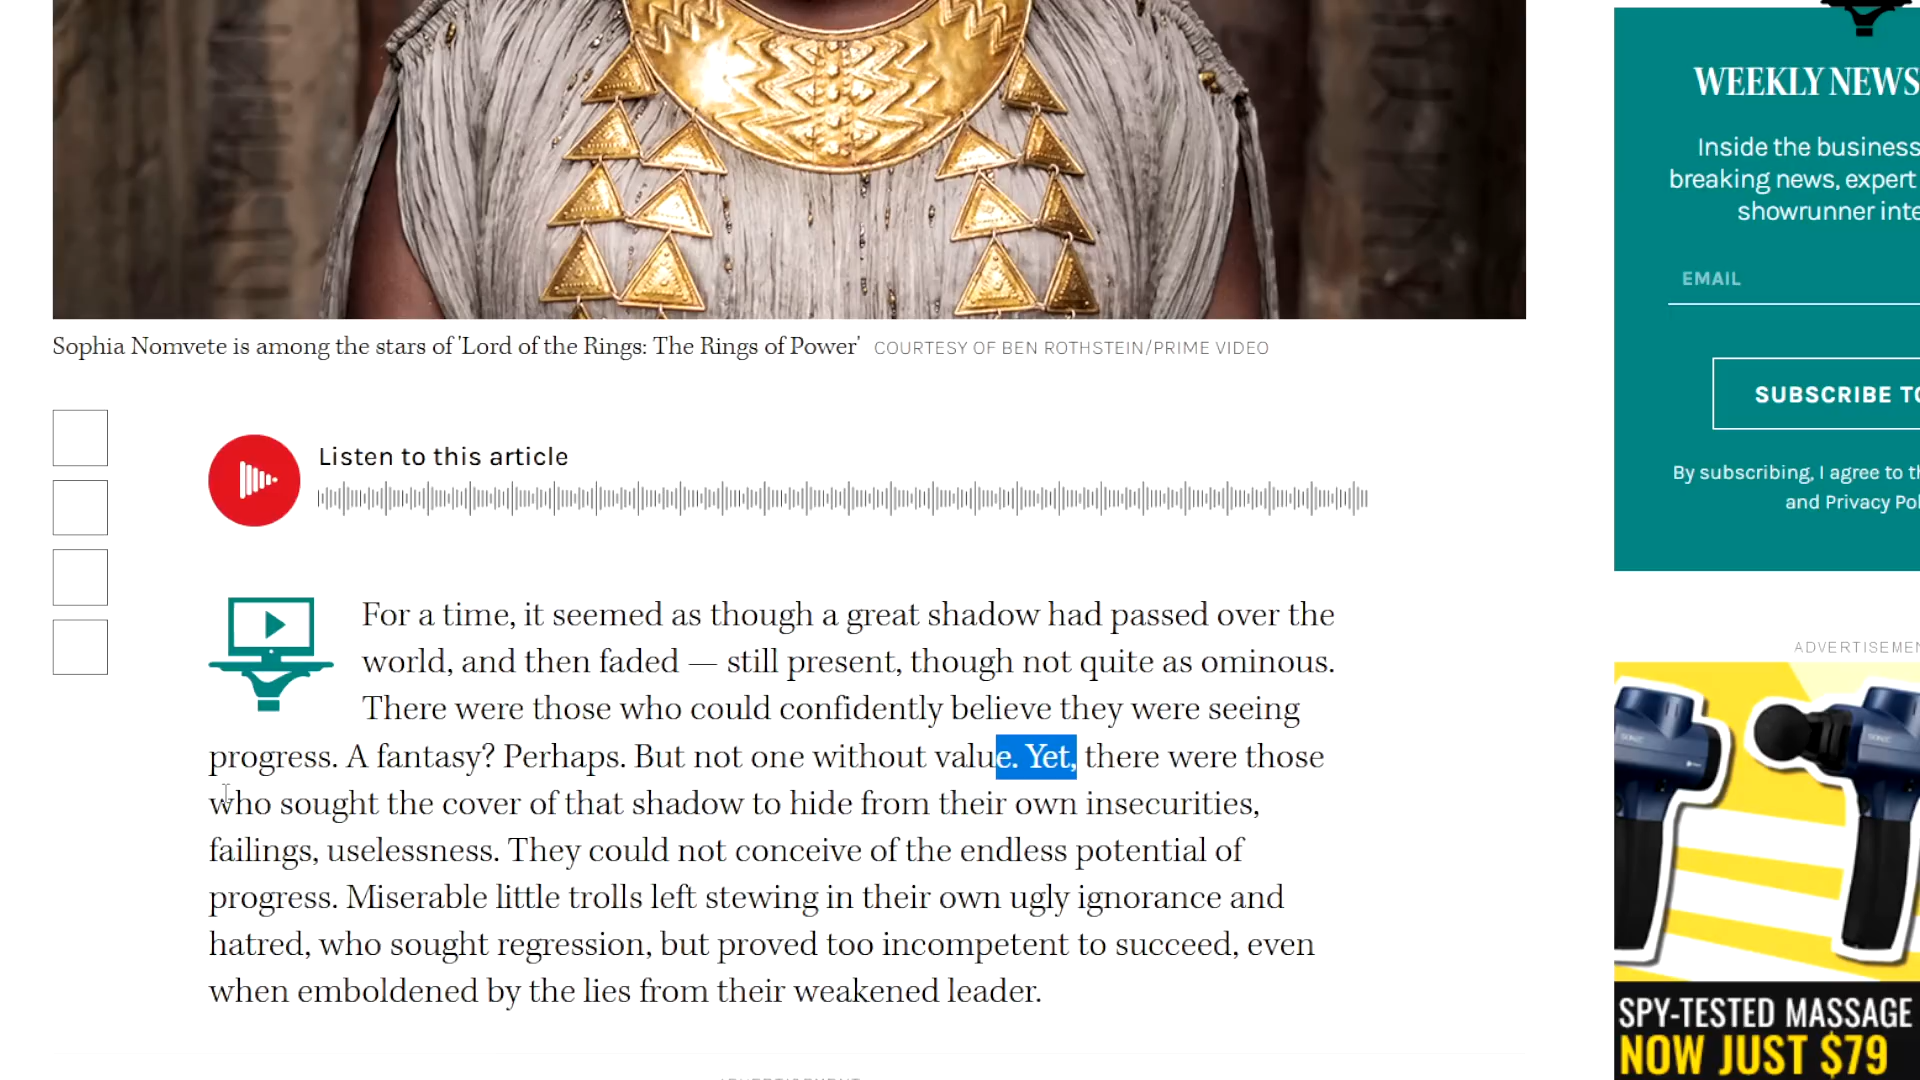 Sophia Nomvete is among the stars of 'Lord of the Rings: The Rings of Power' COURTESY OF BEN ROTHSTEIN/PRIME VIDEO
Listen to this article
For a time, it seemed as though a great shadow had passed over the
world, and then faded — still present, though not quite as ominous.
There were those who could confidently believe they were seeing
progress. A fantasy? Perhaps. But not one without value. Yet, there were those
who sought the cover of that shadow to hide from their own insecurities,
failings, uselessness. They could not conceive of the endless potential of
progress. Miserable little trolls left stewing in their own ugly ignorance and
hatred, who sought regression, but proved too incompetent to succeed, even
when emboldened by the lies from their weakened leader.
WEEKLY NEWS
Inside the business
breaking news, expert
showrunner inte
EMAIL
SUBSCRIBE TO
By subscribing, I agree to th
and Privacy Pol
ADVERTISEMEN
SPY-TESTED MASSAGE
NOW JUST $79